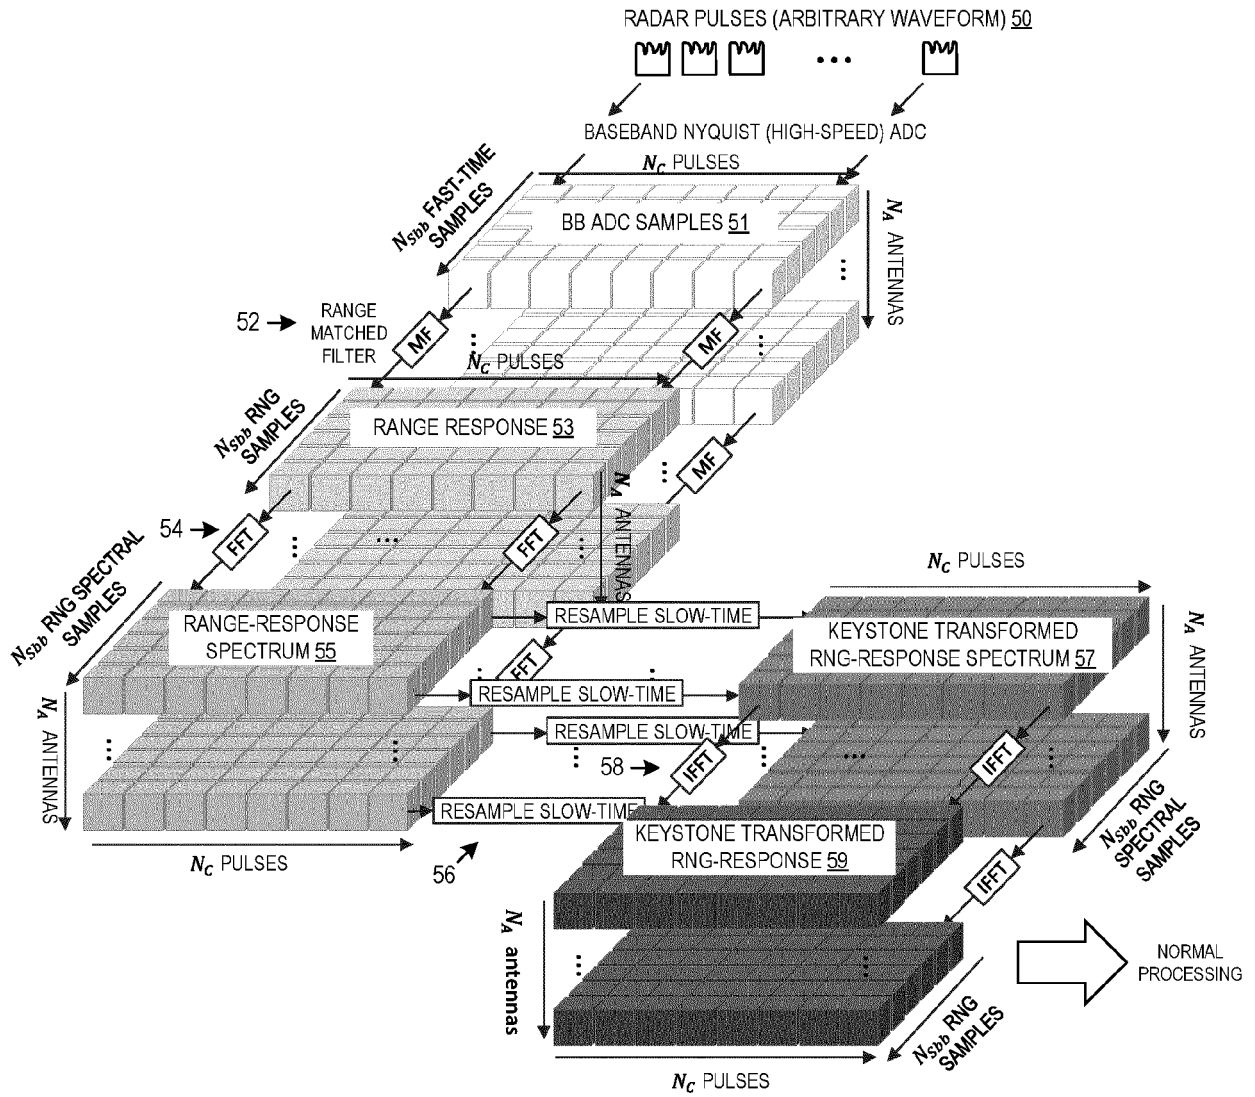 RADAR PULSES (ARBITRARY WAVEFORM) 50
...
BASEBAND NYQUIST (HIGH-SPEED) ADC
N_C PULSES
N_Sbb FAST-TIME
SAMPLES
BB ADC SAMPLES 51
N_A ANTENNAS
52
RANGE
MATCHED
FILTER
MF
MF
N_C PULSES
N_Sbb RNG
SAMPLES
RANGE RESPONSE 53
MF
N_A ANTENNAS
54
FFT
FFT
N_Sbb RNG SPECTRAL
SAMPLES
N_C PULSES
RANGE-RESPONSE
SPECTRUM 55
RESAMPLE SLOW-TIME
KEYSTONE TRANSFORMED
RNG-RESPONSE SPECTRUM 57
N_A ANTENNAS
FFT
RESAMPLE SLOW-TIME
N_A ANTENNAS
RESAMPLE SLOW-TIME
58
IFFT
IFFT
RESAMPLE SLOW-TIME
N_Sbb RNG
SPECTRAL
SAMPLES
KEYSTONE TRANSFORMED
RNG-RESPONSE 59
N_C PULSES
56
IFFT
N_A antennas
NORMAL
PROCESSING
N_Sbb RNG
SAMPLES
N_C PULSES